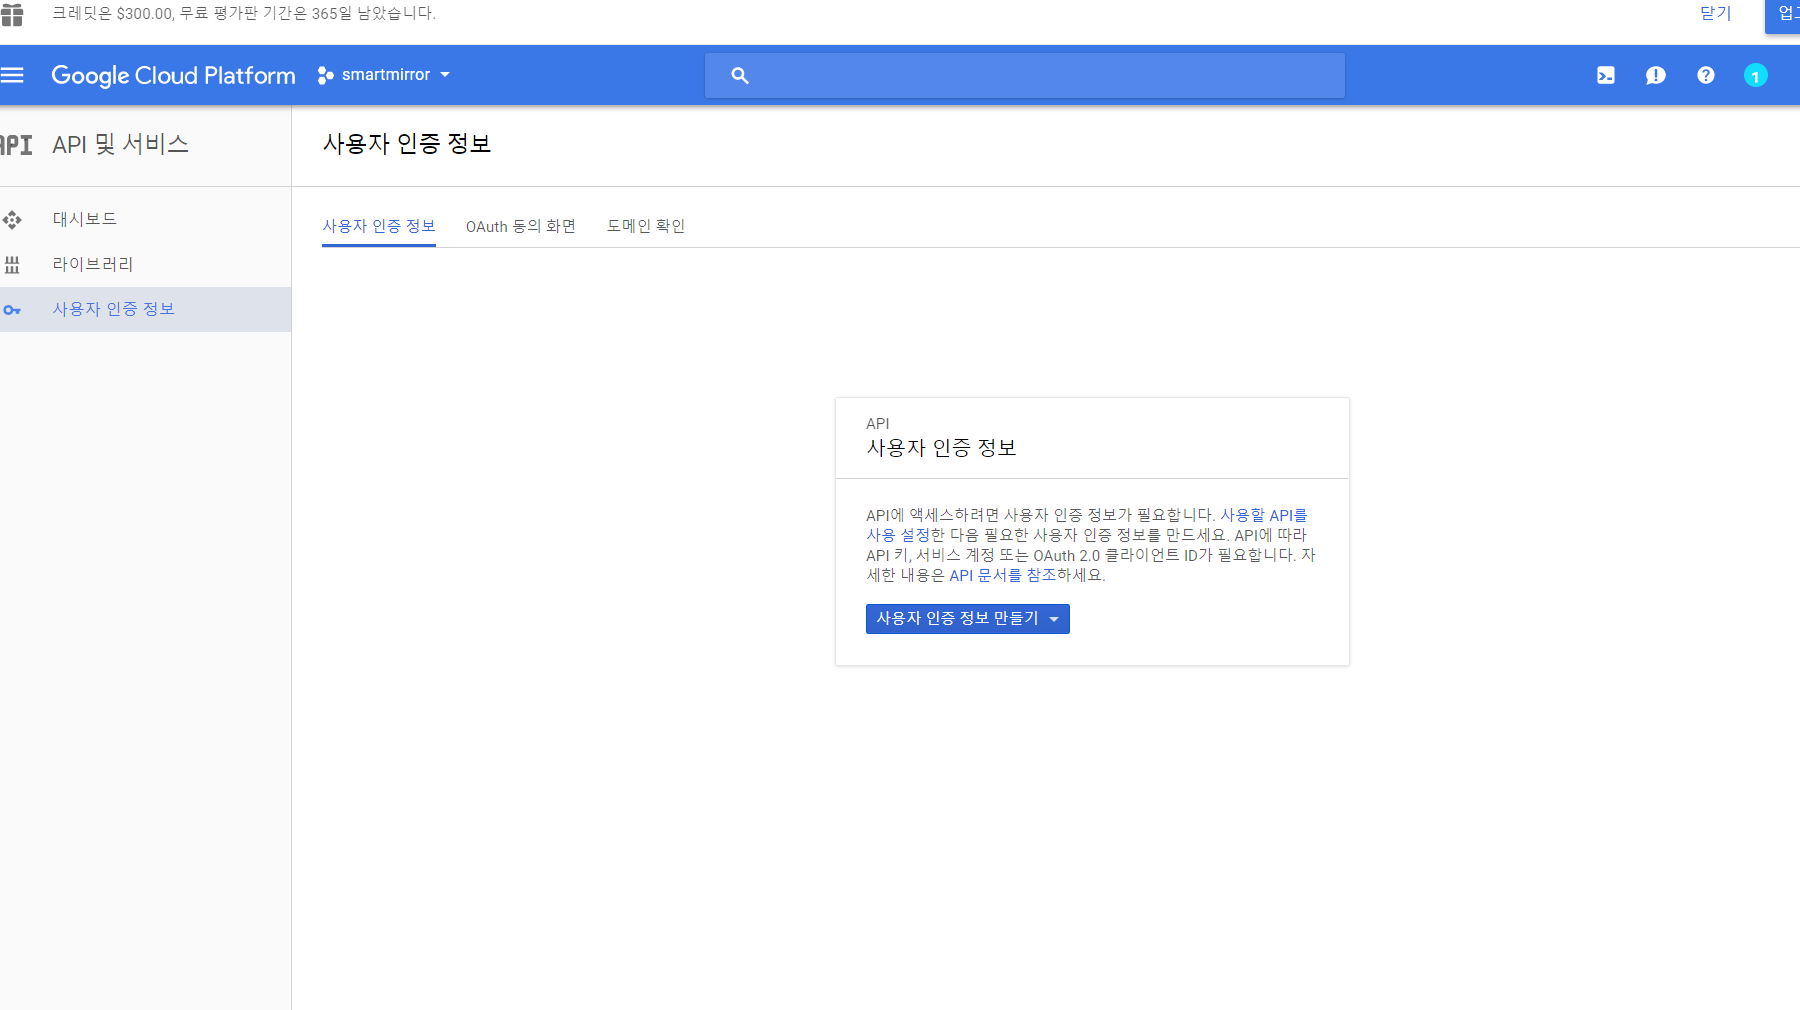 크레딧은 $300.00, 무료 평가판 기간은 365일 남았습니다.
닫기
Google Cloud Platform
smartmirror
1
API
API 및 서비스
사용자 인증 정보
대시보드
라이브러리
사용자 인증 정보
사용자 인증 정보
OAuth 동의 화면
도메인 확인
API
사용자 인증 정보
API에 액세스하려면 사용자 인증 정보가 필요합니다. 사용할 API를
사용 설정한 다음 필요한 사용자 인증 정보를 만드세요. API에 따라
API 키, 서비스 계정 또는 OAuth 2.0 클라이언트 ID가 필요합니다. 자
세한 내용은 API 문서를 참조하세요.
사용자 인증 정보 만들기